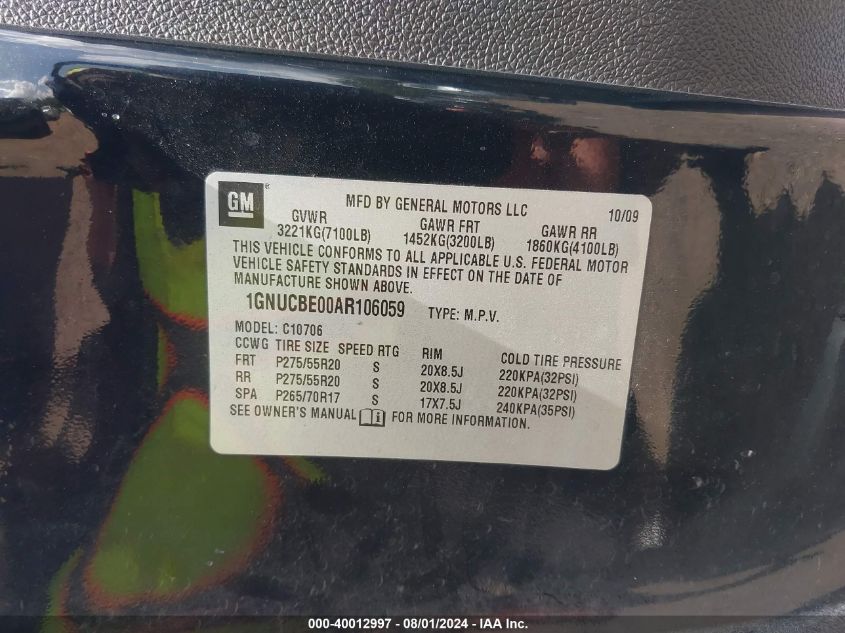 GM ®
MFD BY GENERAL MOTORS LLC 10/09
GVWR GAWR FRT GAWR RR
3221KG(7100LB) 1452KG(3200LB) 1860KG(4100LB)
THIS VEHICLE CONFORMS TO ALL APPLICABLE U.S. FEDERAL MOTOR
VEHICLE SAFETY STANDARDS IN EFFECT ON THE DATE OF
MANUFACTURE SHOWN ABOVE.
1GNUCBE00AR106059 TYPE: M.P.V.
MODEL: C10706
CCWG TIRE SIZE SPEED RTG RIM COLD TIRE PRESSURE
FRT P275/55R20 S 20X8.5J 220KPA(32PSI)
RR P275/55R20 S 20X8.5J 220KPA(32PSI)
SPA P265/70R17 S 17X7.5J 240KPA(35PSI)
SEE OWNER'S MANUAL i FOR MORE INFORMATION.
000-40012997 - 08/01/2024 - IAA Inc.